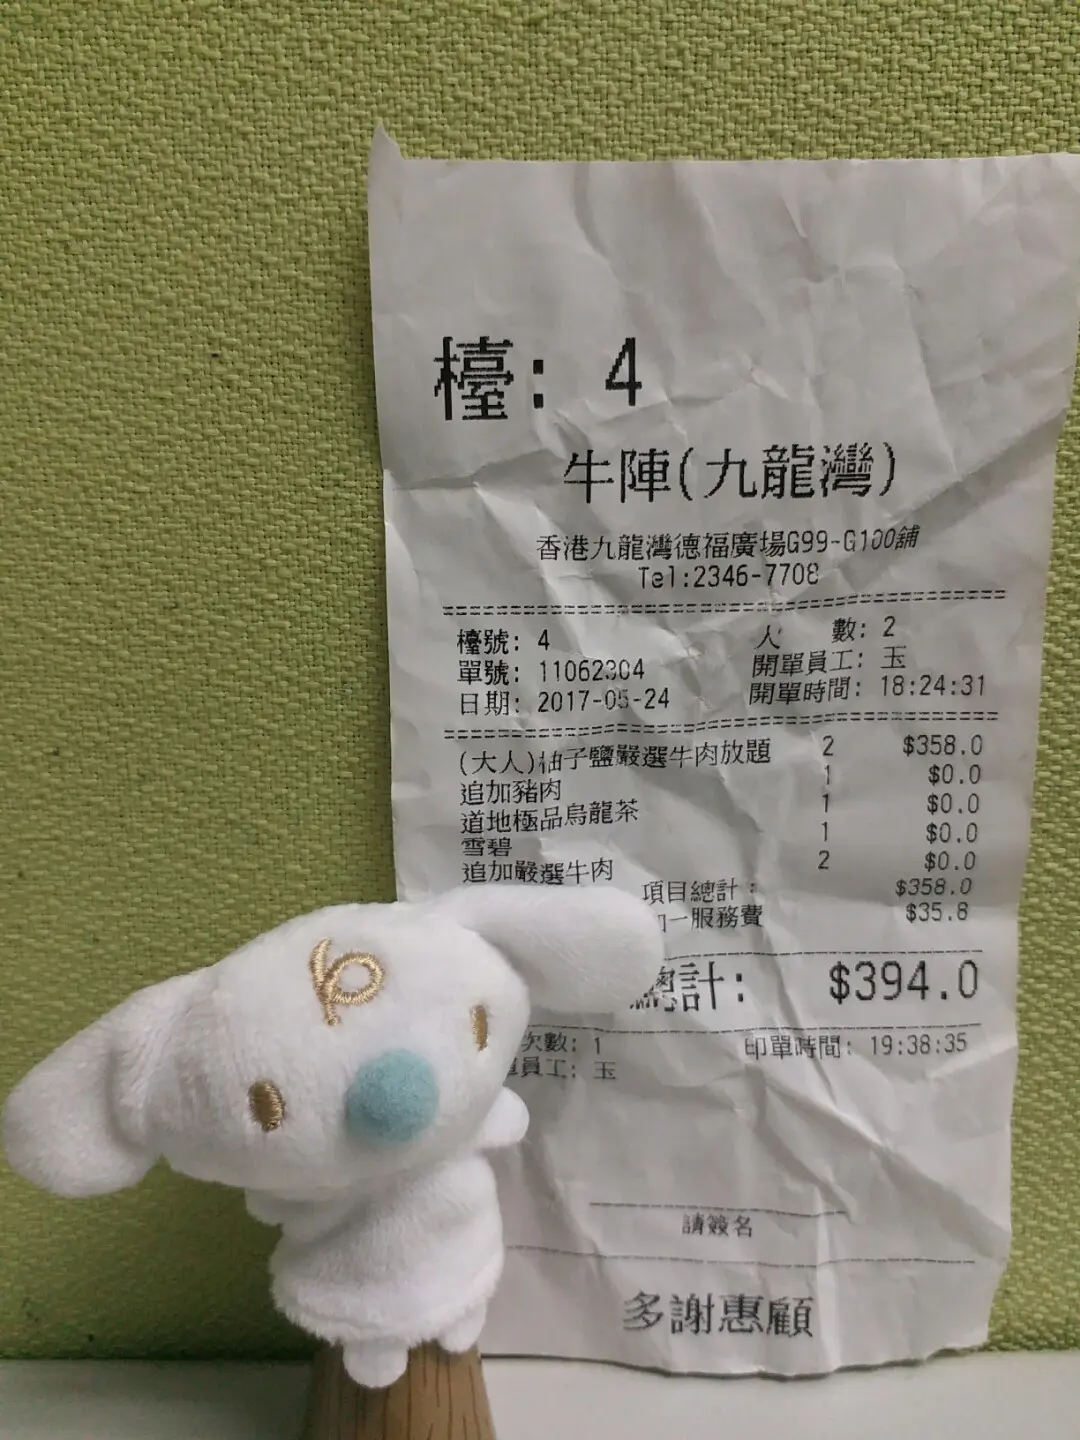 檯: 4
牛陣(九龍灣)
香港九龍灣德福廣場G99-G100舖
Tel:2346-7708
檯號: 4 人 數: 2
單號: 11062304 開單員工: 玉
日期: 2017-05-24 開單時間: 18:24:31
(大人)柚子鹽嚴選牛肉放題 2 $358.0
追加豬肉 1 $0.0
道地極品烏龍茶 1 $0.0
雪碧 1 $0.0
追加嚴選牛肉 2 $0.0
項目總計: $358.0
一服務費 $35.8
總計: $394.0
次數: 1 印單時間: 19:38:35
員工: 玉
請簽名
多謝惠顧